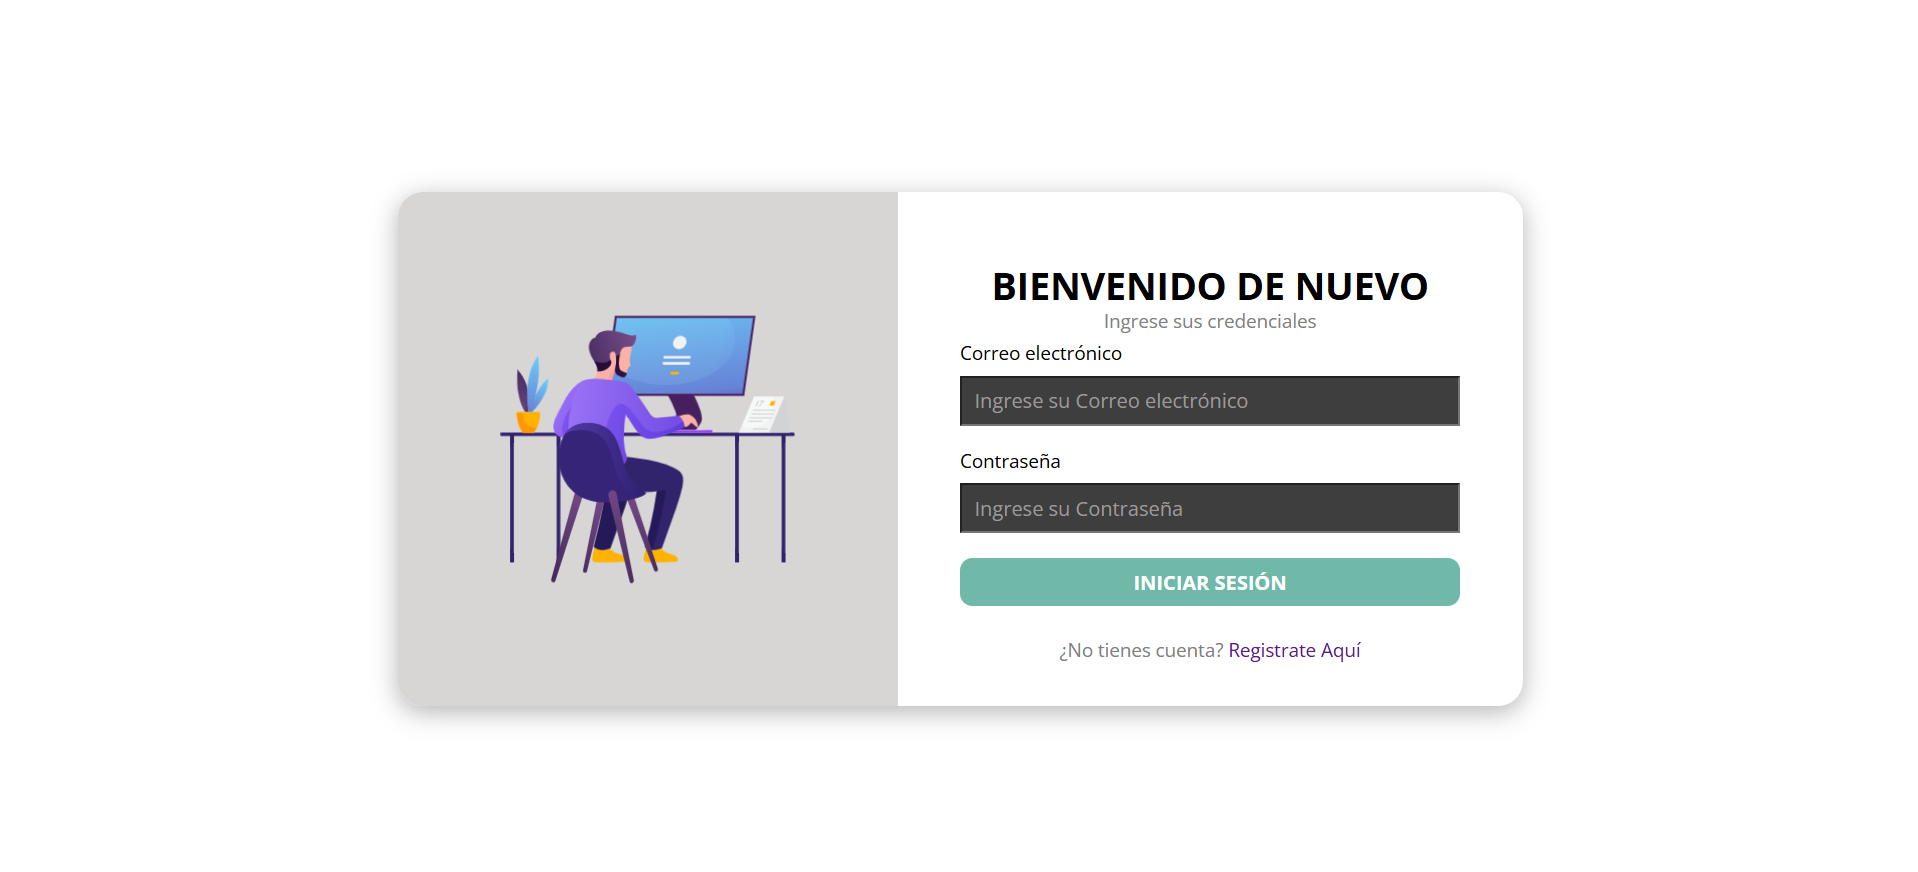 BIENVENIDO DE NUEVO
Ingrese sus credenciales
Correo electrónico
Ingrese su Correo electrónico
Contraseña
Ingrese su Contraseña
INICIAR SESIÓN
¿No tienes cuenta? Registrate Aquí
17